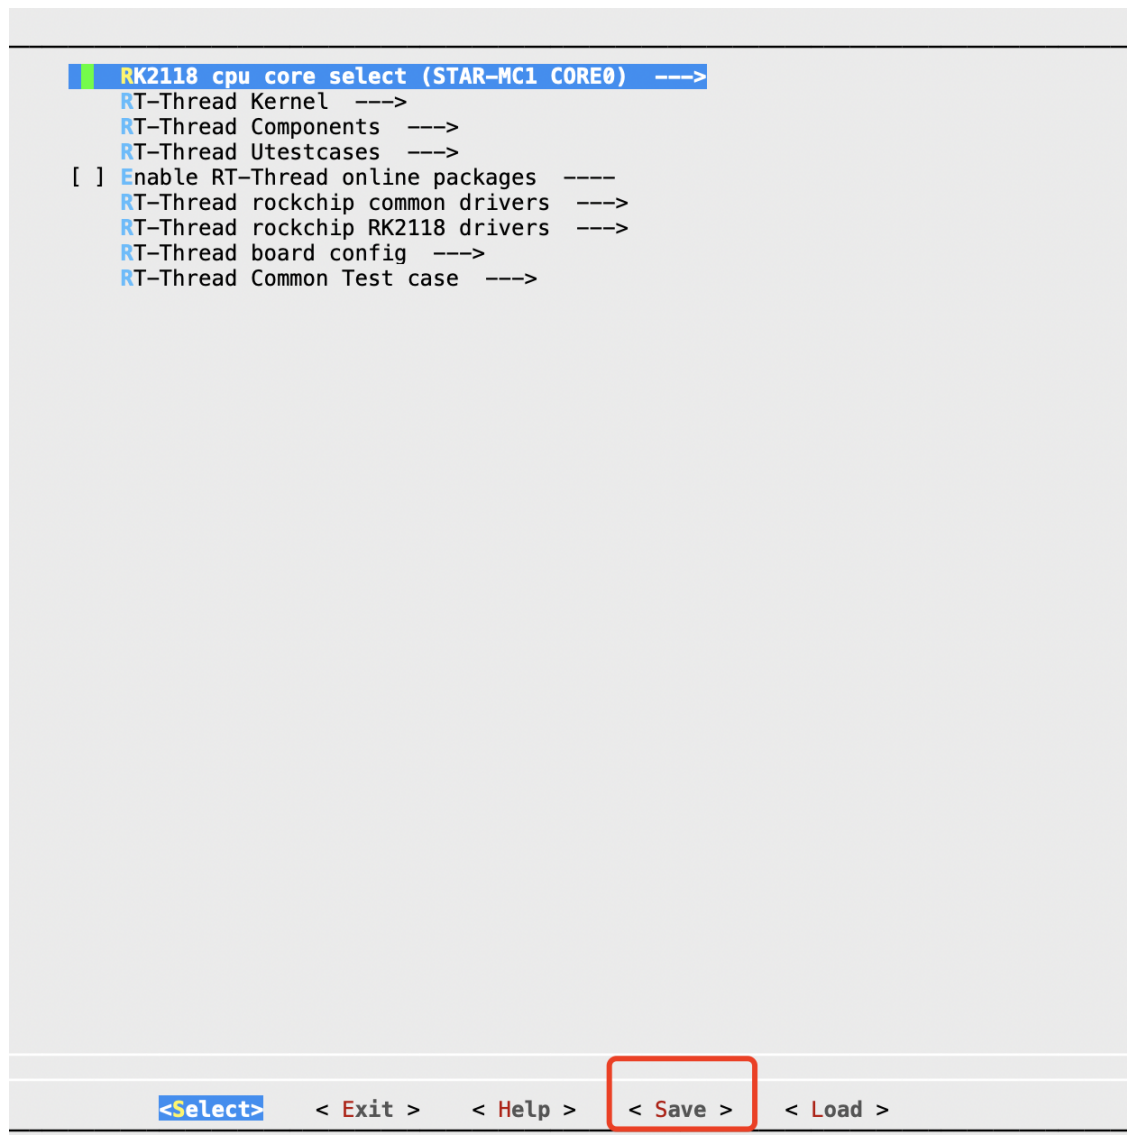 RK2118 cpu core select (STAR-MC1 CORE0)  --->
RT-Thread Kernel  --->
RT-Thread Components  --->
RT-Thread Utestcases  --->
[ ] Enable RT-Thread online packages  ----
RT-Thread rockchip common drivers  --->
RT-Thread rockchip RK2118 drivers  --->
RT-Thread board config  --->
RT-Thread Common Test case  --->
<Select>    < Exit >    < Help >    < Save >    < Load >